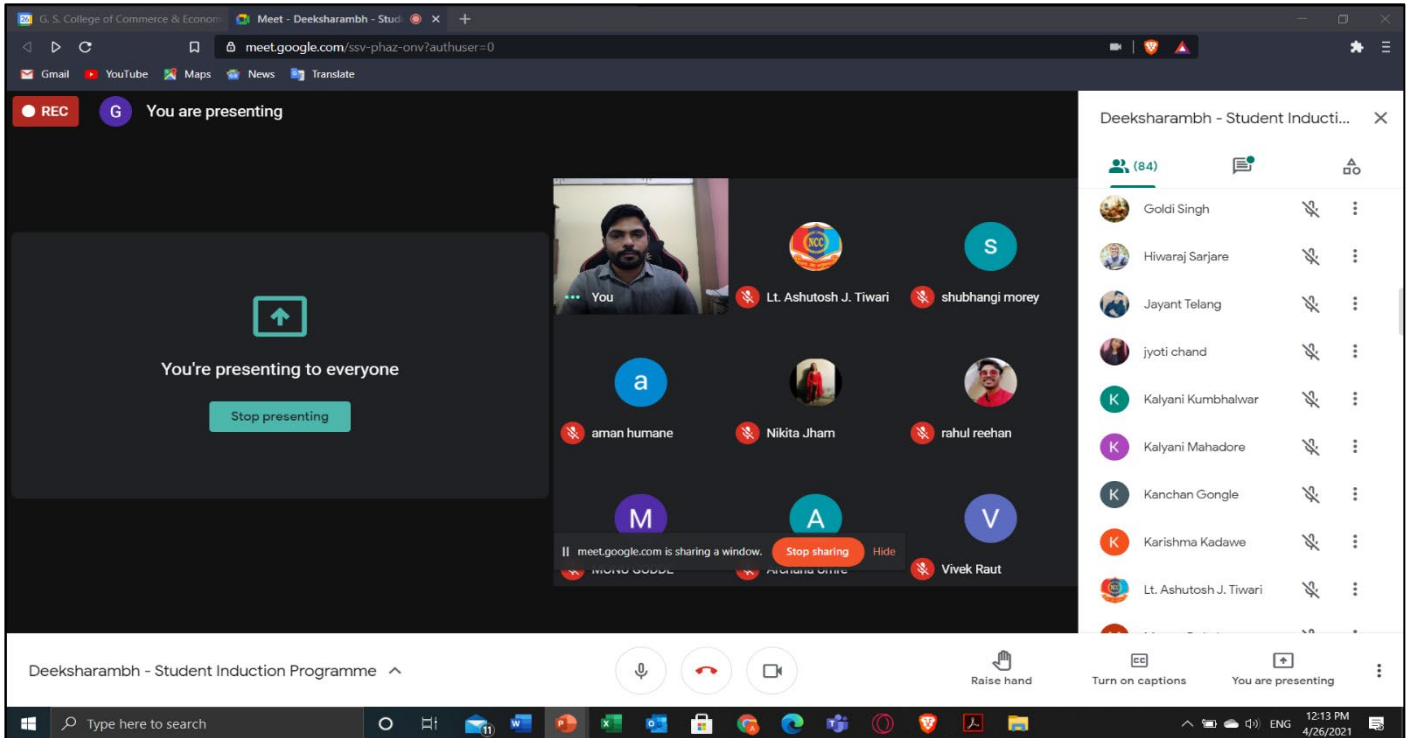 G. S. College of Commerce & Econom
Meet - Deeksharambh - Stud
meet.google.com/ssv-phaz-onv?authuser=0
Gmail YouTube Maps News Translate
REC G You are presenting
You're presenting to everyone
Stop presenting
You
NCC
Lt. Ashutosh J. Tiwari
S
shubhangi morey
a
aman humane
Nikita Jham
rahul reehan
M
A
V
meet.google.com is sharing a window. Stop sharing Hide
Vivek Raut
Deeksharambh - Student Inducti...
(84)
Goldi Singh
Hiwaraj Sarjare
Jayant Telang
jyoti chand
K Kalyani Kumbhalwar
K Kalyani Mahadore
K Kanchan Gongle
K Karishma Kadawe
Lt. Ashutosh J. Tiwari
Deeksharambh - Student Induction Programme
Raise hand
Turn on captions
You are presenting
Type here to search
11
ENG
12:13 PM
4/26/2021